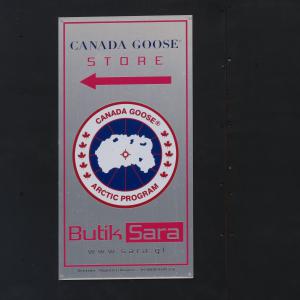 CANADA GOOSE®
STORE
CANADA GOOSE®
ARCTIC PROGRAM
Butik Sara
www.sara.gl